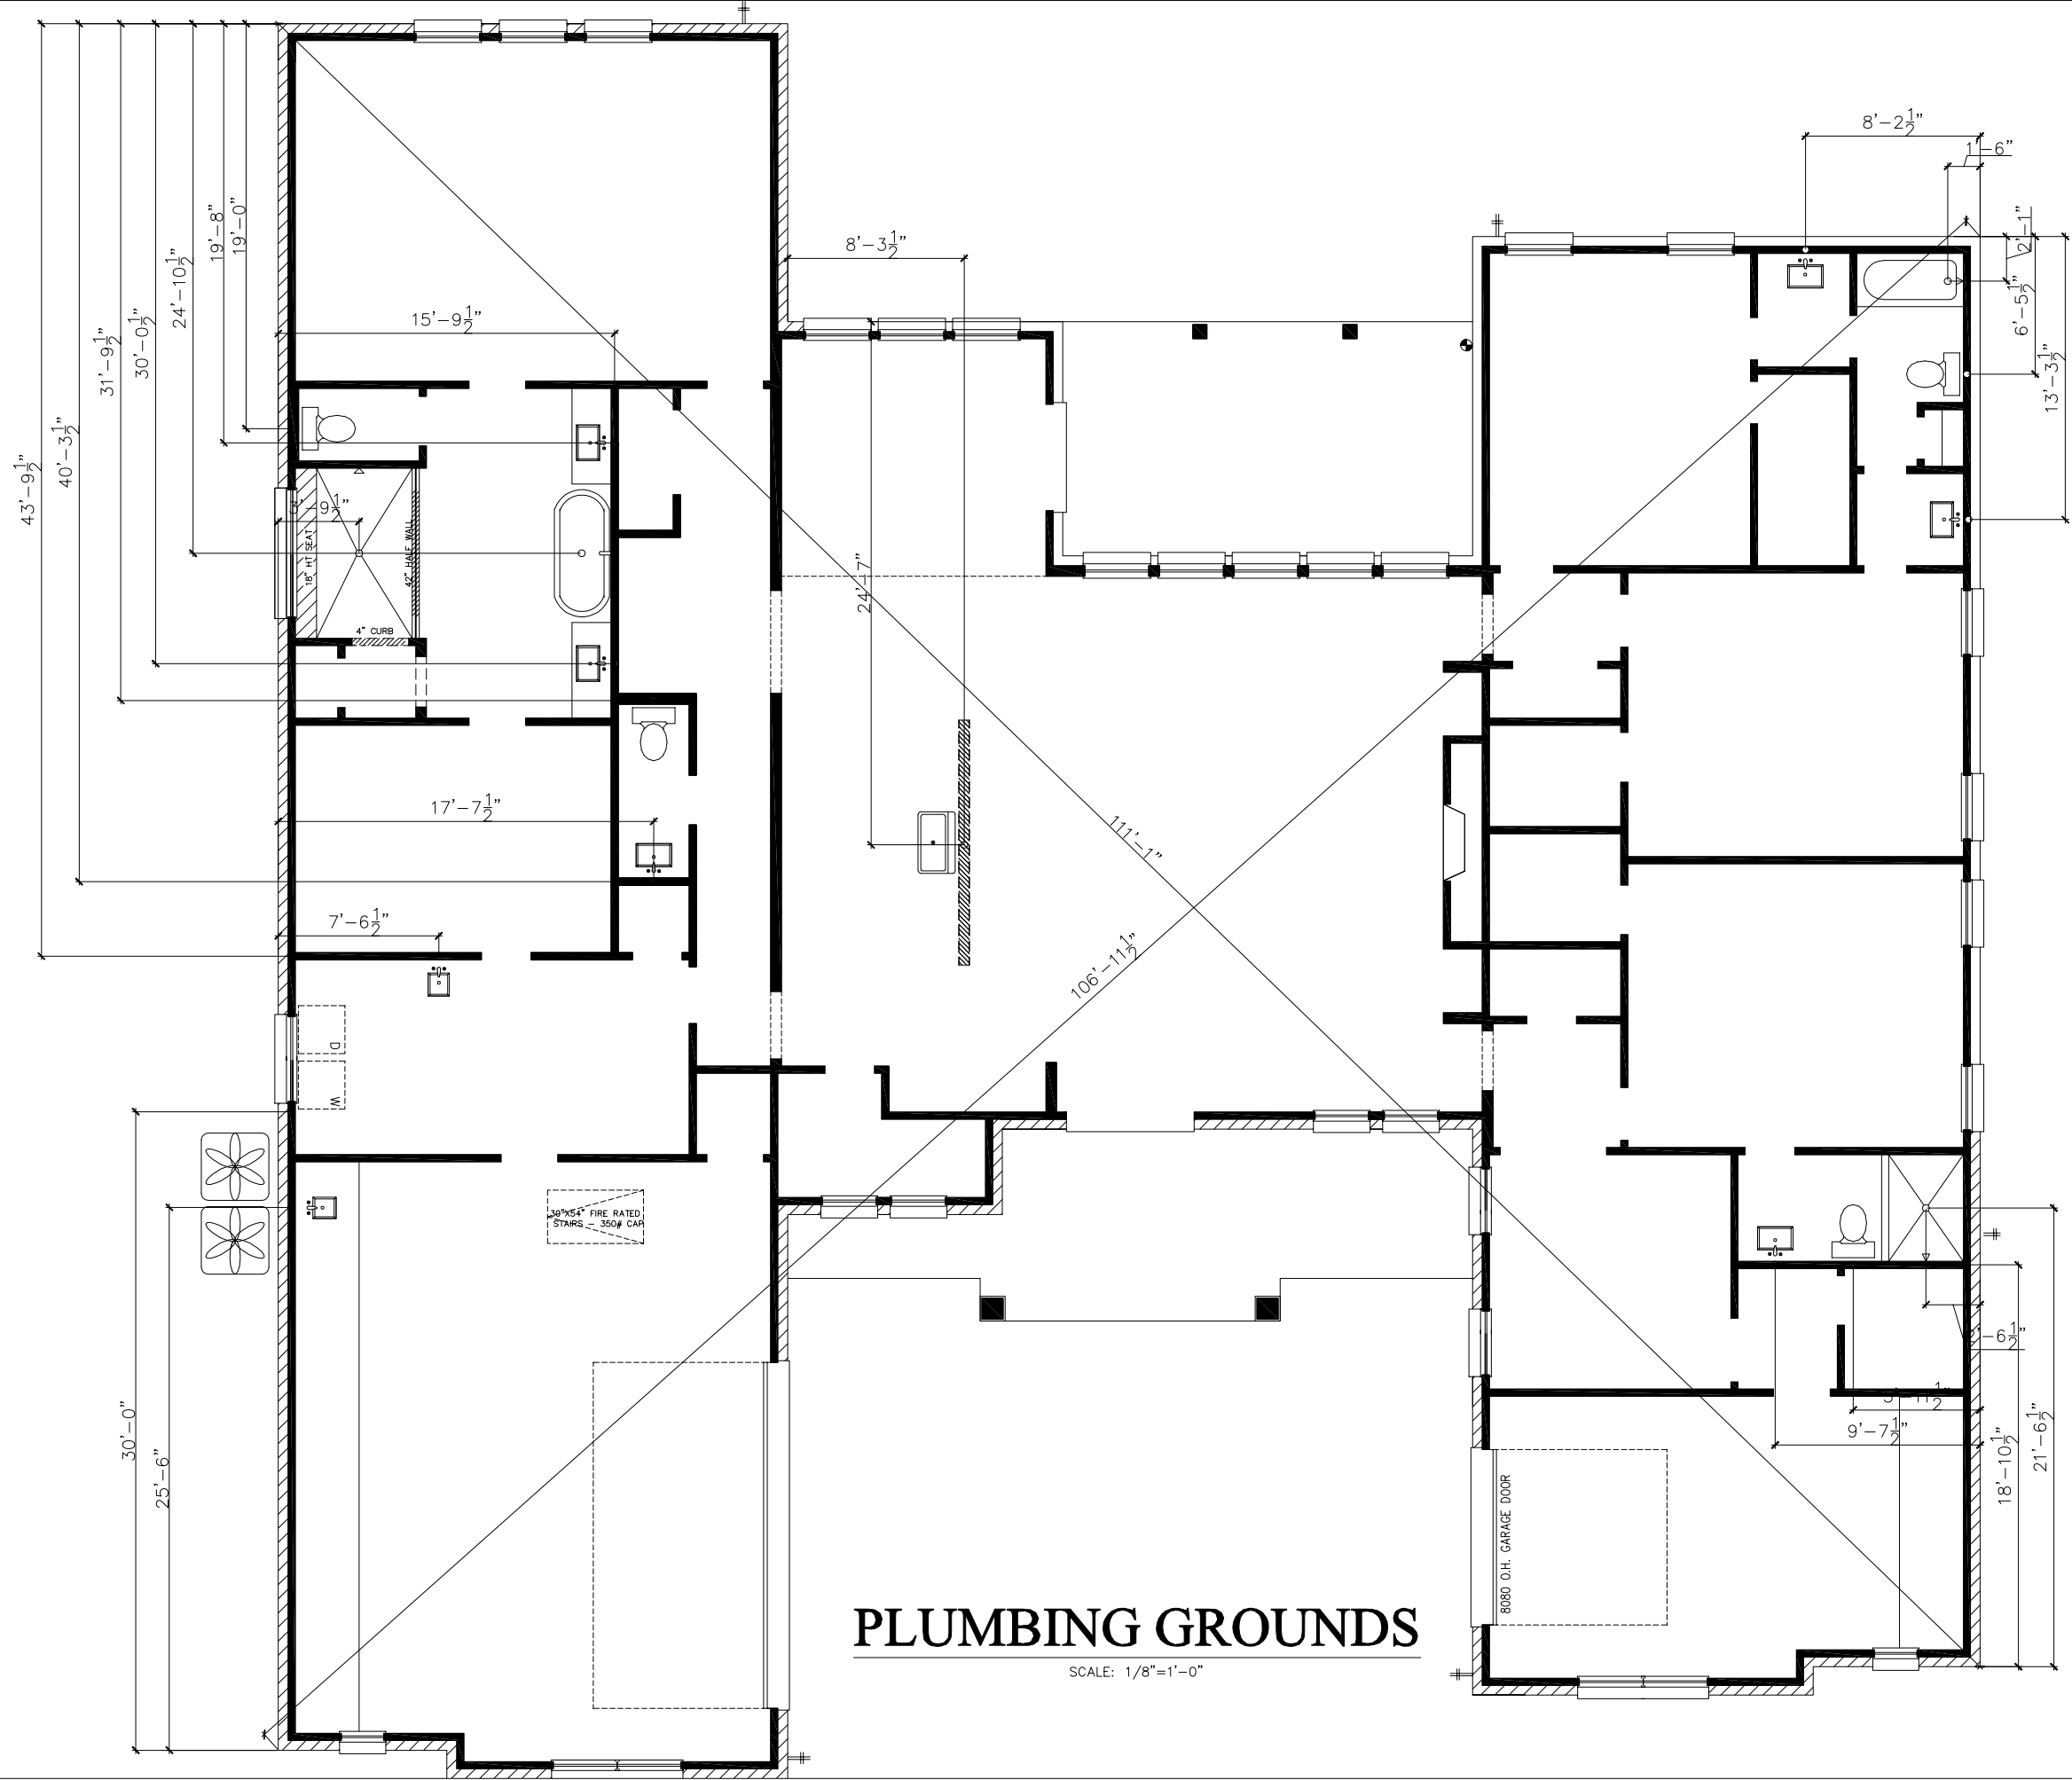 8'-2½"
1'-6"
2'-1"
6'-5½"
13'-3½"
8'-3½"
19'-0"
19'-8"
24'-10½"
30'-0½"
31'-9½"
40'-3½"
43'-9½"
15'-9½"
3'-9½"
18" HT SEAT
42" HALF WALL
4" CURB
24'-7"
17'-7½"
111'-1"
7'-6½"
106'-11½"
D
W
30"X54" FIRE RATED
STAIRS - 350# CAP
30'-0"
25'-6"
2'-6½"
9'-7½"
18'-10½"
21'-6½"
8080 O.H. GARAGE DOOR
PLUMBING GROUNDS
SCALE: 1/8"=1'-0"